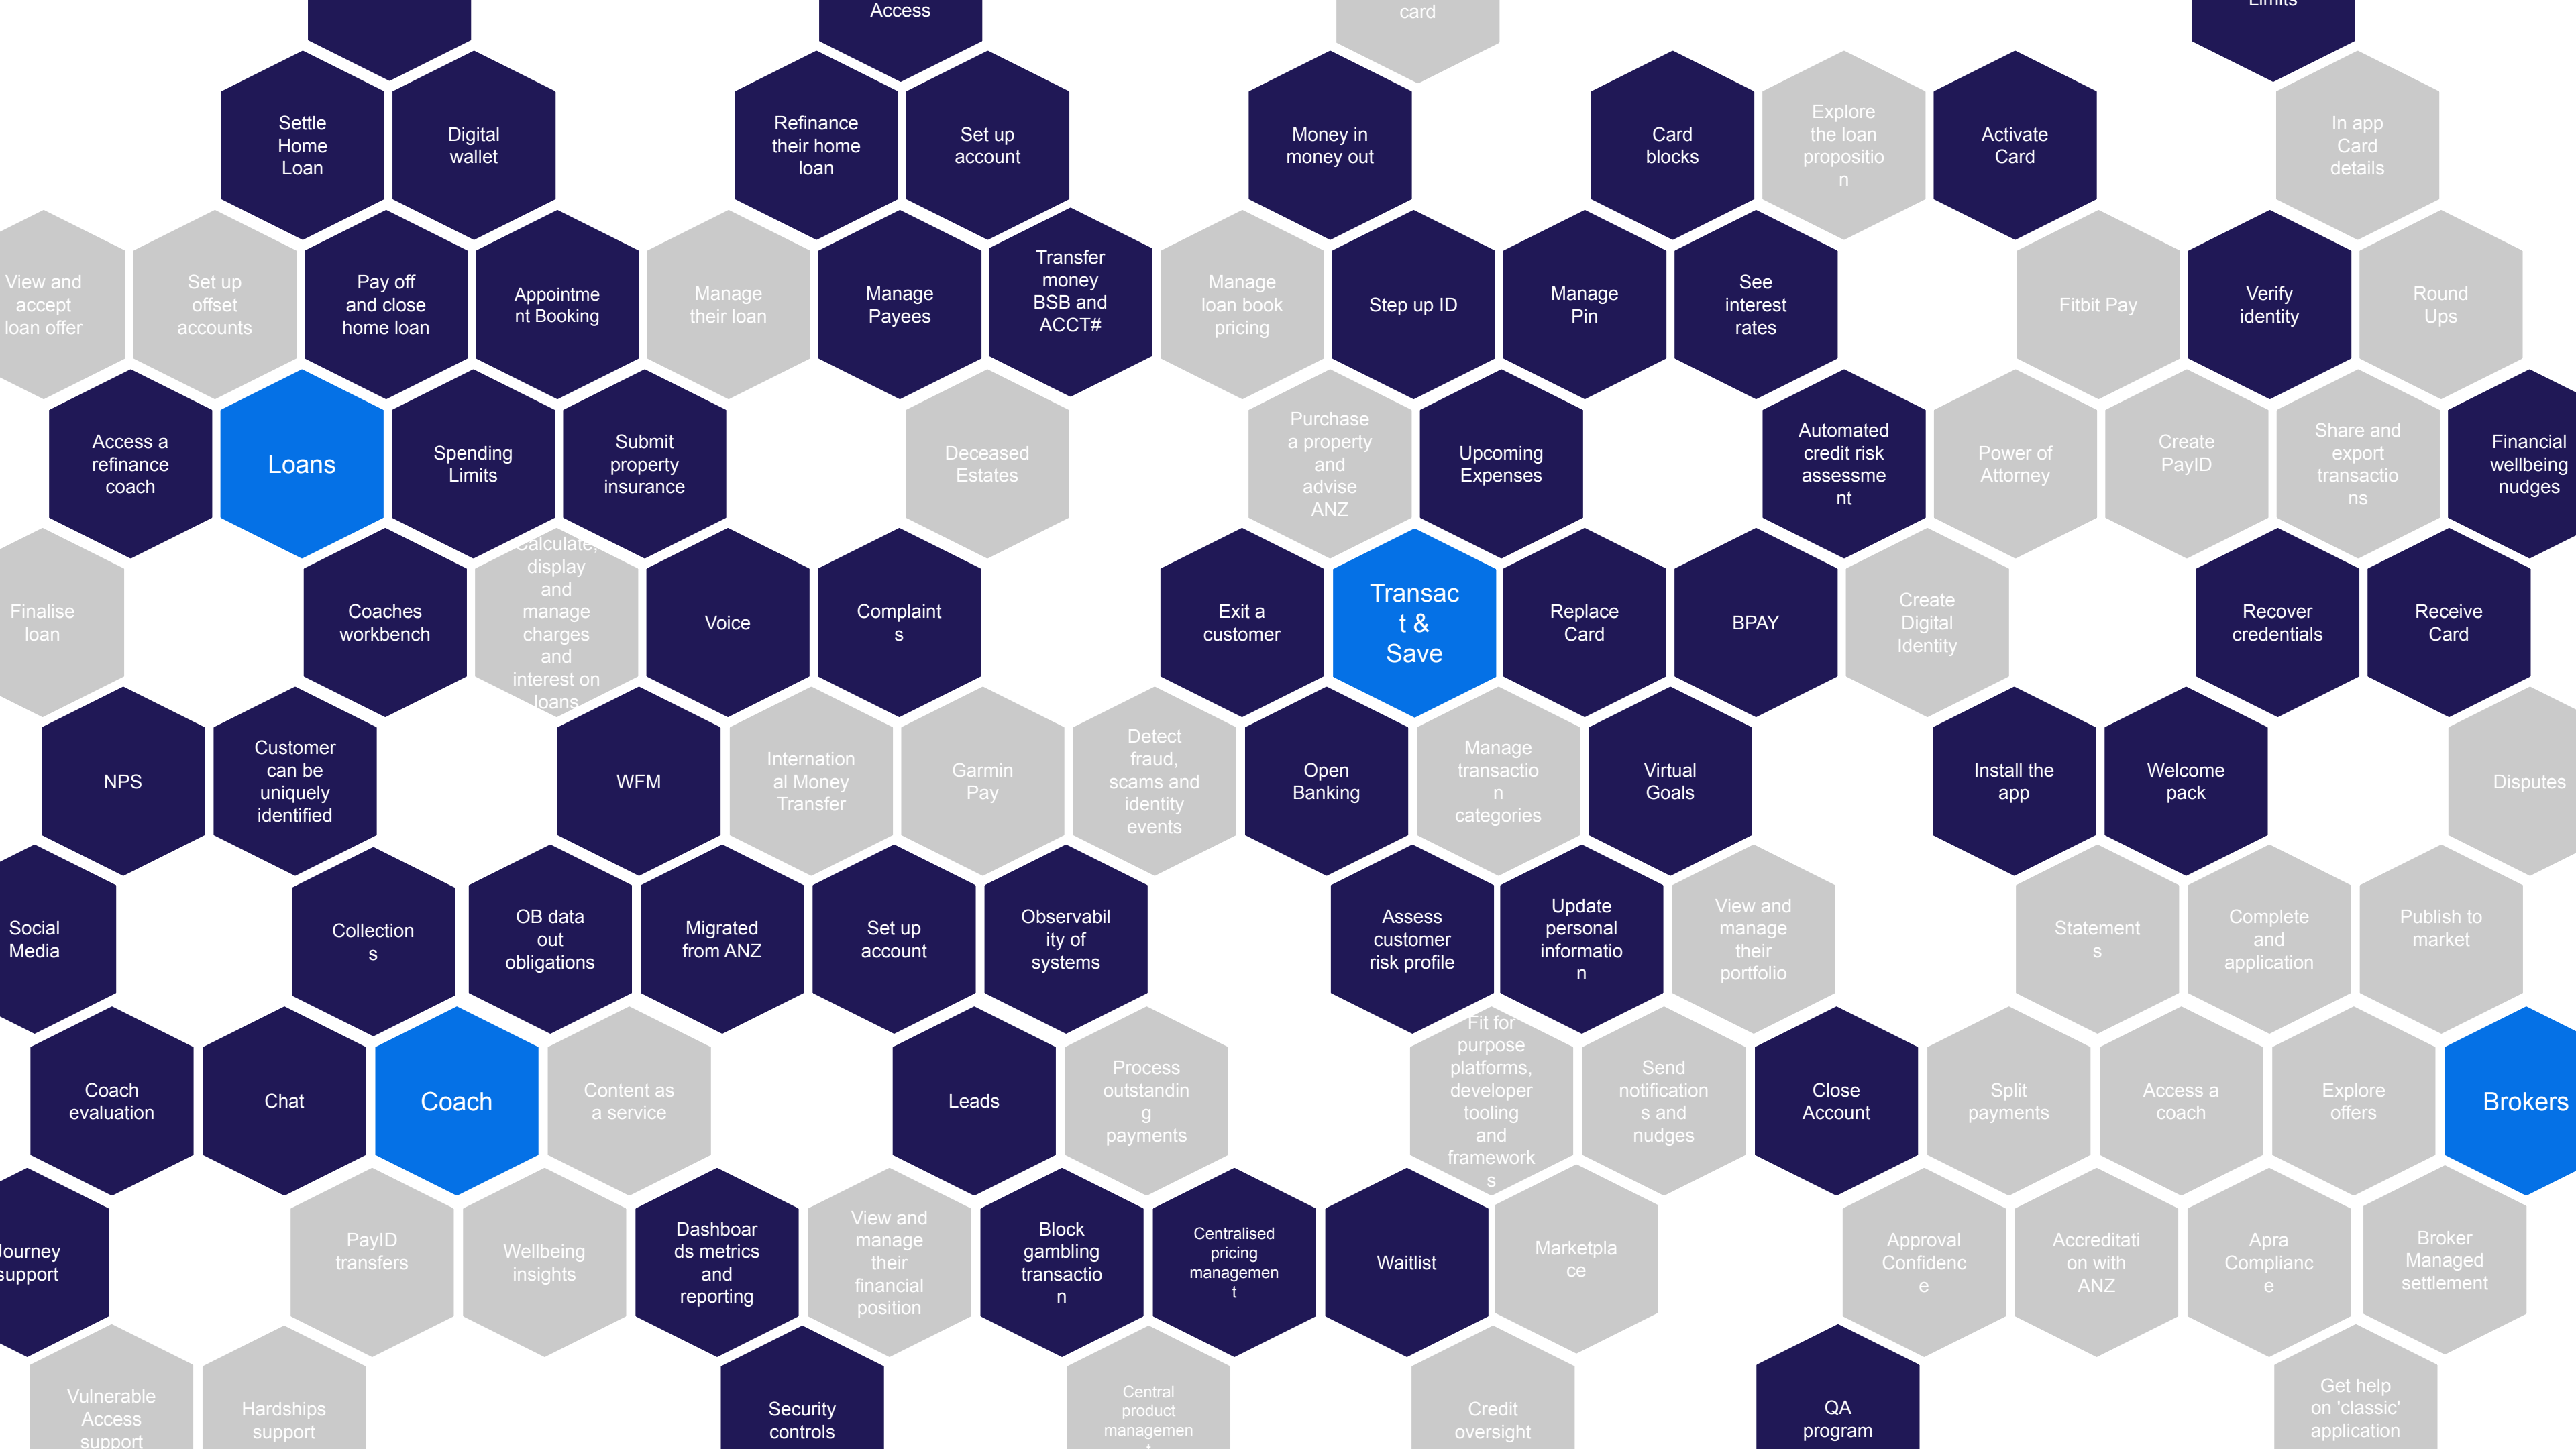 Access
card
Limits
Settle
Home
Loan
Digital
wallet
Refinance
their home
loan
Set up
account
Money in
money out
Card
blocks
Explore
the loan
propositio
n
Activate
Card
In app
Card
details
View and
accept
loan offer
Set up
offset
accounts
Pay off
and close
home loan
Appointme
nt Booking
Manage
their loan
Manage
Payees
Transfer
money
BSB and
ACCT#
Manage
loan book
pricing
Step up ID
Manage
Pin
See
interest
rates
Fitbit Pay
Verify
identity
Round
Ups
Access a
refinance
coach
Loans
Spending
Limits
Submit
property
insurance
Deceased
Estates
Purchase
a property
and
advise
ANZ
Upcoming
Expenses
Automated
credit risk
assessme
nt
Power of
Attorney
Create
PayID
Share and
export
transactio
ns
Financial
wellbeing
nudges
Finalise
loan
Coaches
workbench
Calculate,
display
and
manage
charges
and
interest on
loans
Voice
Complaint
s
Exit a
customer
Transac
t &
Save
Replace
Card
BPAY
Create
Digital
Identity
Recover
credentials
Receive
Card
NPS
Customer
can be
uniquely
identified
WFM
Internation
al Money
Transfer
Garmin
Pay
Detect
fraud,
scams and
identity
events
Open
Banking
Manage
transactio
n
categories
Virtual
Goals
Install the
app
Welcome
pack
Disputes
Social
Media
Collection
s
OB data
out
obligations
Migrated
from ANZ
Set up
account
Observabil
ity of
systems
Assess
customer
risk profile
Update
personal
informatio
n
View and
manage
their
portfolio
Statement
s
Complete
and
application
Publish to
market
Coach
evaluation
Chat
Coach
Content as
a service
Leads
Process
outstandin
g
payments
Fit for
purpose
platforms,
developer
tooling
and
framework
s
Send
notification
s and
nudges
Close
Account
Split
payments
Access a
coach
Explore
offers
Brokers
Journey
support
PayID
transfers
Wellbeing
insights
Dashboar
ds metrics
and
reporting
View and
manage
their
financial
position
Block
gambling
transactio
n
Centralised
pricing
managemen
t
Waitlist
Marketpla
ce
Approval
Confidenc
e
Accreditati
on with
ANZ
Apra
Complianc
e
Broker
Managed
settlement
Vulnerable
Access
support
Hardships
support
Security
controls
Central
product
managemen
t
Credit
oversight
QA
program
Get help
on 'classic'
application